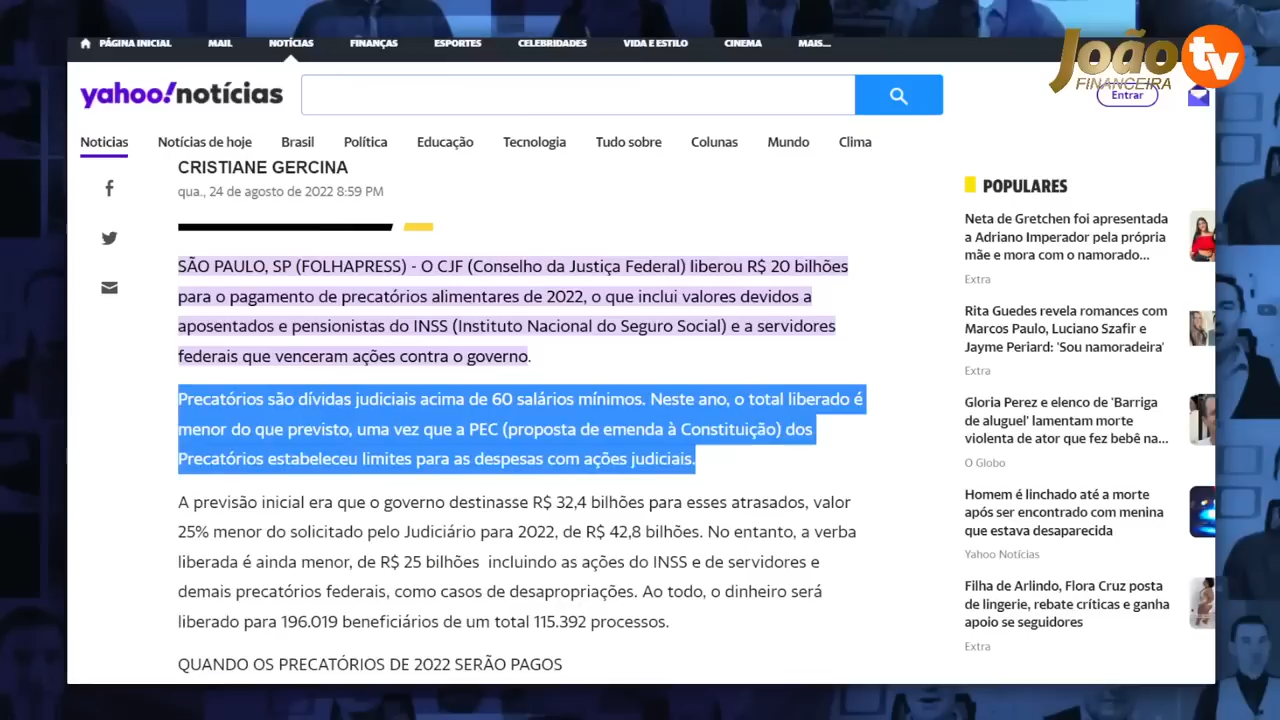 PÁGINA INICIAL MAIL NOTÍCIAS FINANÇAS ESPORTES CELEBRIDADES VIDA E ESTILO CINEMA MAIS...
João tv
FINANCEIRA
yahoo!notícias
Entrar
Noticias Notícias de hoje Brasil Política Educação Tecnologia Tudo sobre Colunas Mundo Clima
CRISTIANE GERCINA
qua., 24 de agosto de 2022 8:59 PM
SÃO PAULO, SP (FOLHAPRESS) - O CJF (Conselho da Justiça Federal) liberou R$ 20 bilhões
para o pagamento de precatórios alimentares de 2022, o que inclui valores devidos a
aposentados e pensionistas do INSS (Instituto Nacional do Seguro Social) e a servidores
federais que venceram ações contra o governo.
Precatórios são dívidas judiciais acima de 60 salários mínimos. Neste ano, o total liberado é
menor do que previsto, uma vez que a PEC (proposta de emenda à Constituição) dos
Precatórios estabeleceu limites para as despesas com ações judiciais.
A previsão inicial era que o governo destinasse R$ 32,4 bilhões para esses atrasados, valor
25% menor do solicitado pelo Judiciário para 2022, de R$ 42,8 bilhões. No entanto, a verba
liberada é ainda menor, de R$ 25 bilhões incluindo as ações do INSS e de servidores e
demais precatórios federais, como casos de desapropriações. Ao todo, o dinheiro será
liberado para 196.019 beneficiários de um total 115.392 processos.
QUANDO OS PRECATÓRIOS DE 2022 SERÃO PAGOS
POPULARES
Neta de Gretchen foi apresentada
a Adriano Imperador pela própria
mãe e mora com o namorado...
Extra
Rita Guedes revela romances com
Marcos Paulo, Luciano Szafir e
Jayme Periard: 'Sou namoradeira'
Extra
Gloria Perez e elenco de 'Barriga
de aluguel' lamentam morte
violenta de ator que fez bebê na...
O Globo
Homem é linchado até a morte
após ser encontrado com menina
que estava desaparecida
Yahoo Notícias
Filha de Arlindo, Flora Cruz posta
de lingerie, rebate críticas e ganha
apoio se seguidores
Extra